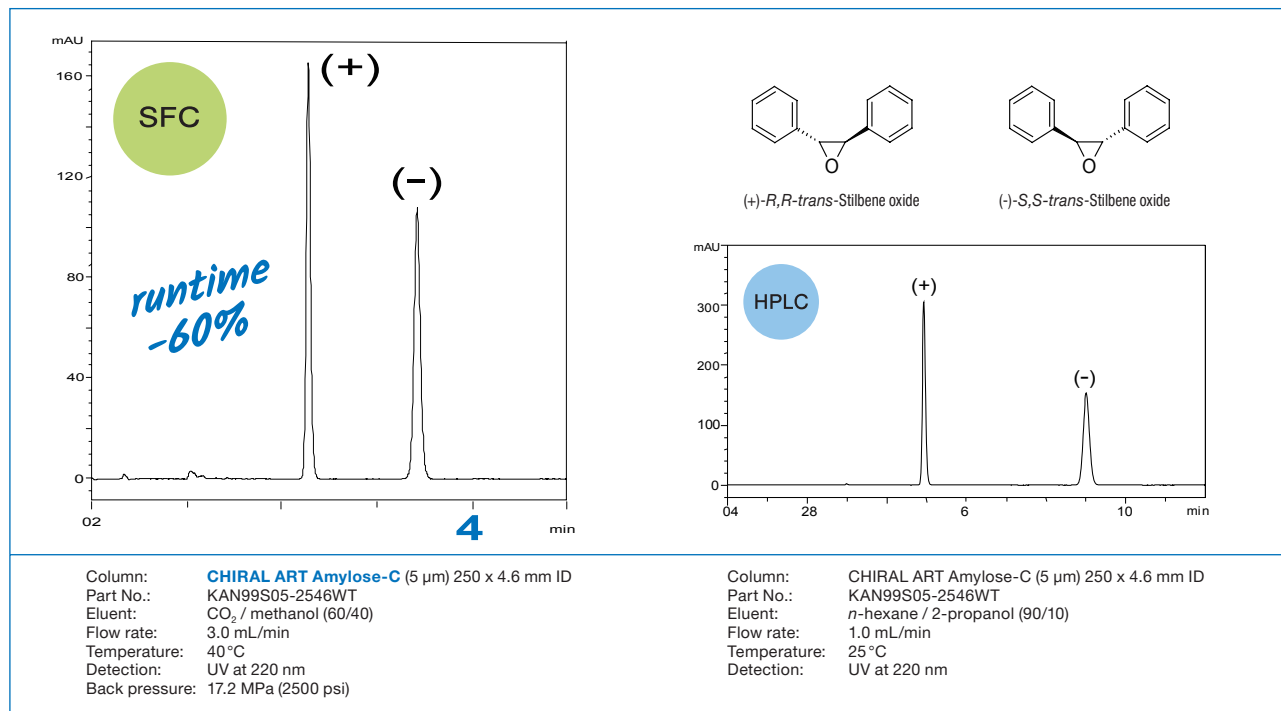 mAU
160
120
80
40
0
02
4
min
SFC
(+)
(-)
runtime
-60%
O
O
(+)-R,R-trans-Stilbene oxide
(-)-S,S-trans-Stilbene oxide
mAU
300
200
100
0
04
28
6
10
min
HPLC
(+)
(-)
Column: CHIRAL ART Amylose-C (5 µm) 250 x 4.6 mm ID
Part No.: KAN99S05-2546WT
Eluent: CO₂ / methanol (60/40)
Flow rate: 3.0 mL/min
Temperature: 40 °C
Detection: UV at 220 nm
Back pressure: 17.2 MPa (2500 psi)
Column: CHIRAL ART Amylose-C (5 µm) 250 x 4.6 mm ID
Part No.: KAN99S05-2546WT
Eluent: n-hexane / 2-propanol (90/10)
Flow rate: 1.0 mL/min
Temperature: 25 °C
Detection: UV at 220 nm